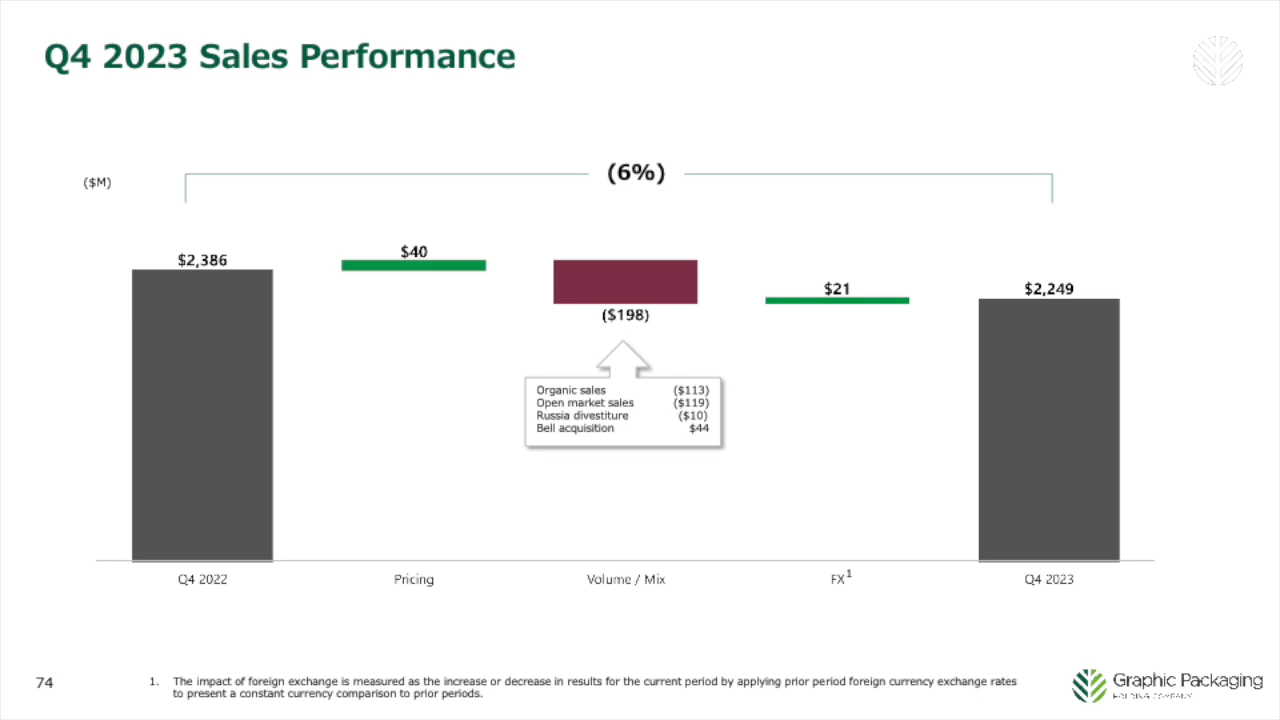 Q4 2023 Sales Performance
($M)
(6%)
$2,386
$40
($198)
$21
$2,249
Organic sales ($113)
Open market sales ($119)
Russia divestiture ($10)
Bell acquisition $44
Q4 2022
Pricing
Volume / Mix
FX1
Q4 2023
74
1. The impact of foreign exchange is measured as the increase or decrease in results for the current period by applying prior period foreign currency exchange rates
to present a constant currency comparison to prior periods.
Graphic Packaging
HOLDING COMPANY